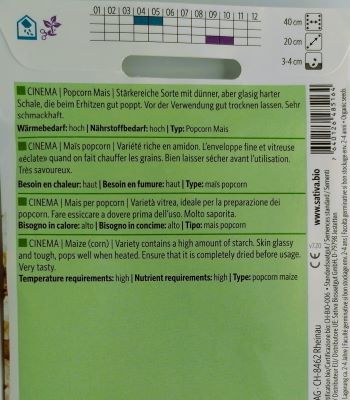 01 02 03 04 05 06 07 08 09 10 11 12
40 cm
20 cm
3-4 cm
CINEMA | Popcorn Mais | Stärkereiche Sorte mit dünner, aber glasig harter
Schale, die beim Erhitzen gut poppt. Vor der Verwendung gut trocknen lassen. Sehr
schmackhaft.
Wärmebedarf: hoch | Nährstoffbedarf: hoch | Typ: Popcorn Mais
CINEMA | Maïs popcorn | Variété riche en amidon. L'enveloppe fine et vitreuse
«éclate» quand on fait chauffer les grains. Bien laisser sécher avant l'utilisation.
Très savoureux.
Besoin en chaleur: haut | Besoin en fumure: haut | Type: maïs popcorn
CINEMA | Mais per popcorn | Varietà vitrea, ideale per la preparazione dei
popcorn. Fare essiccare a dovere prima dell'uso. Molto saporita.
Bisogno in calore: alto | Bisogno in concime: alto | Tipo: mais popcorn
CINEMA | Maize (corn) | Variety contains a high amount of starch. Skin glassy
and tough, pops well when heated. Ensure that it is completely dried before usage.
Very tasty.
Temperature requirements: high | Nutrient requirements: high | Type: popcorn maize
7 640126 485164
www.sativa.bio
CE
v7.20
AG · CH-8462 Rheinau